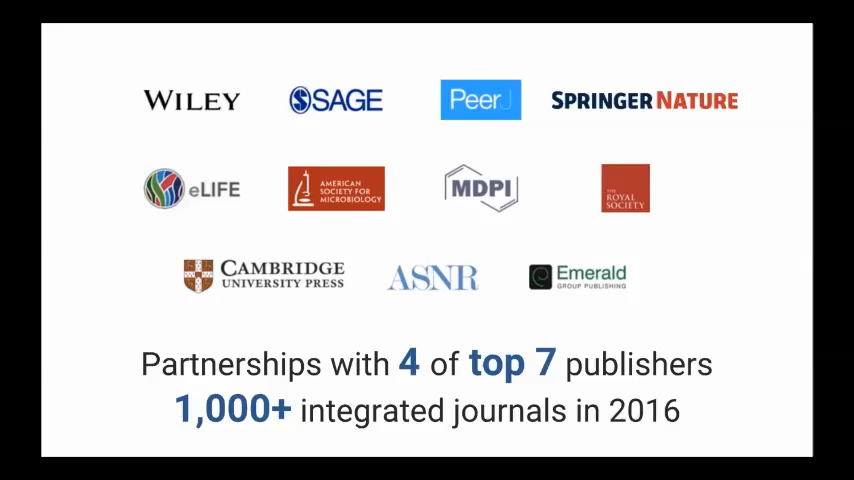 WILEY
SAGE
PeerJ
SPRINGER NATURE
eLIFE
AMERICAN
SOCIETY FOR
MICROBIOLOGY
MDPI
THE
ROYAL
SOCIETY
CAMBRIDGE
UNIVERSITY PRESS
ASNR
Emerald
GROUP PUBLISHING
Partnerships with 4 of top 7 publishers
1,000+ integrated journals in 2016